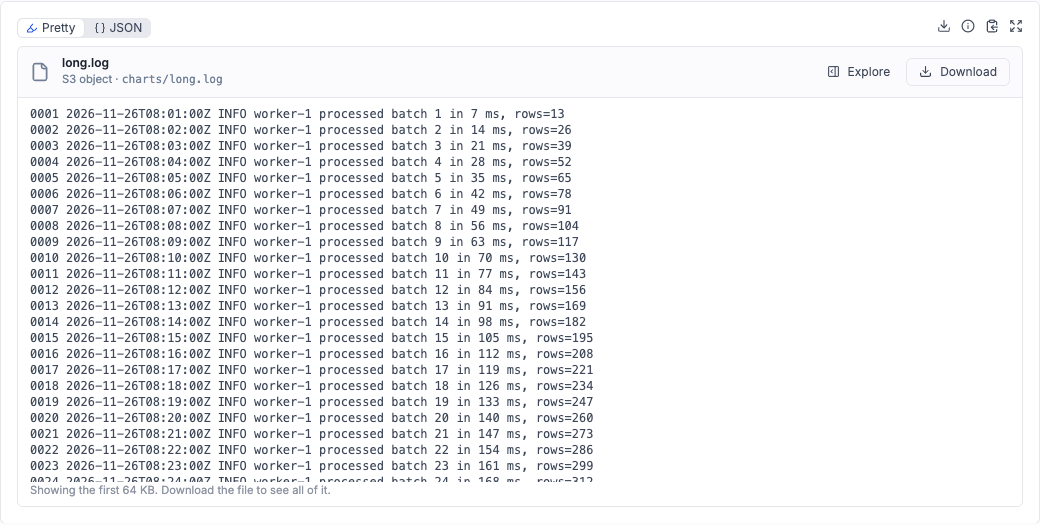 Pretty
{ } JSON
long.log
S3 object · charts/long.log
Explore
Download
0001 2026-11-26T08:01:00Z INFO worker-1 processed batch 1 in 7 ms, rows=13
0002 2026-11-26T08:02:00Z INFO worker-1 processed batch 2 in 14 ms, rows=26
0003 2026-11-26T08:03:00Z INFO worker-1 processed batch 3 in 21 ms, rows=39
0004 2026-11-26T08:04:00Z INFO worker-1 processed batch 4 in 28 ms, rows=52
0005 2026-11-26T08:05:00Z INFO worker-1 processed batch 5 in 35 ms, rows=65
0006 2026-11-26T08:06:00Z INFO worker-1 processed batch 6 in 42 ms, rows=78
0007 2026-11-26T08:07:00Z INFO worker-1 processed batch 7 in 49 ms, rows=91
0008 2026-11-26T08:08:00Z INFO worker-1 processed batch 8 in 56 ms, rows=104
0009 2026-11-26T08:09:00Z INFO worker-1 processed batch 9 in 63 ms, rows=117
0010 2026-11-26T08:10:00Z INFO worker-1 processed batch 10 in 70 ms, rows=130
0011 2026-11-26T08:11:00Z INFO worker-1 processed batch 11 in 77 ms, rows=143
0012 2026-11-26T08:12:00Z INFO worker-1 processed batch 12 in 84 ms, rows=156
0013 2026-11-26T08:13:00Z INFO worker-1 processed batch 13 in 91 ms, rows=169
0014 2026-11-26T08:14:00Z INFO worker-1 processed batch 14 in 98 ms, rows=182
0015 2026-11-26T08:15:00Z INFO worker-1 processed batch 15 in 105 ms, rows=195
0016 2026-11-26T08:16:00Z INFO worker-1 processed batch 16 in 112 ms, rows=208
0017 2026-11-26T08:17:00Z INFO worker-1 processed batch 17 in 119 ms, rows=221
0018 2026-11-26T08:18:00Z INFO worker-1 processed batch 18 in 126 ms, rows=234
0019 2026-11-26T08:19:00Z INFO worker-1 processed batch 19 in 133 ms, rows=247
0020 2026-11-26T08:20:00Z INFO worker-1 processed batch 20 in 140 ms, rows=260
0021 2026-11-26T08:21:00Z INFO worker-1 processed batch 21 in 147 ms, rows=273
0022 2026-11-26T08:22:00Z INFO worker-1 processed batch 22 in 154 ms, rows=286
0023 2026-11-26T08:23:00Z INFO worker-1 processed batch 23 in 161 ms, rows=299
0024 2026-11-26T08:24:00Z INFO worker-1 processed batch 24 in 168 ms, rows=312
Showing the first 64 KB. Download the file to see all of it.